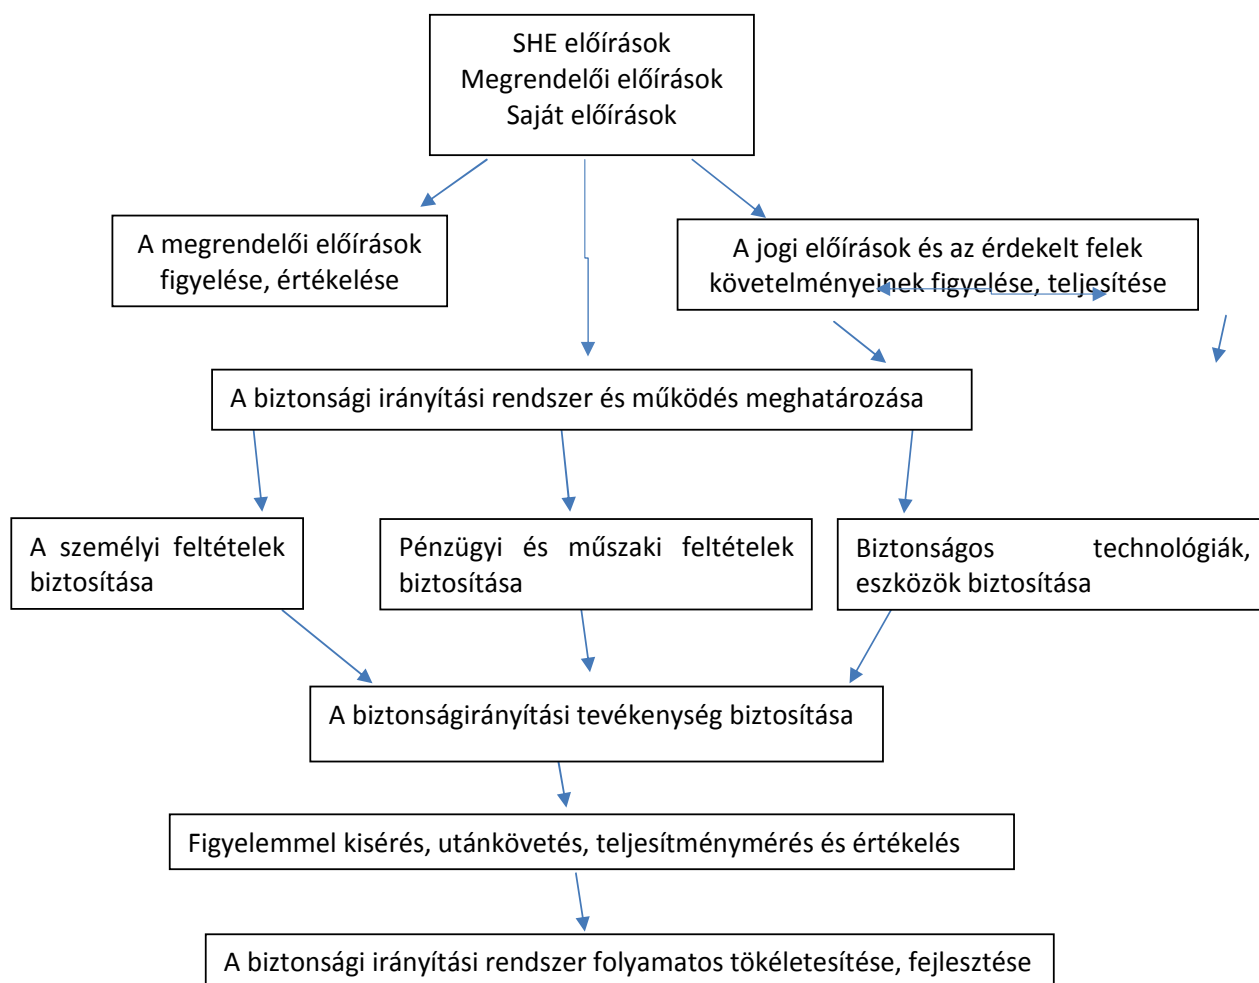 SHE előírások
Megrendelői előírások
Saját előírások
A megrendelői előírások
figyelése, értékelése
A jogi előírások és az érdekelt felek
követelményeinek figyelése, teljesítése
A biztonsági irányítási rendszer és működés meghatározása
A személyi feltételek
biztosítása
Pénzügyi és műszaki feltételek
biztosítása
Biztonságos technológiák,
eszközök biztosítása
A biztonságirányítási tevékenység biztosítása
Figyelemmel kisérés, utánkövetés, teljesítménymérés és értékelés
A biztonsági irányítási rendszer folyamatos tökéletesítése, fejlesztése